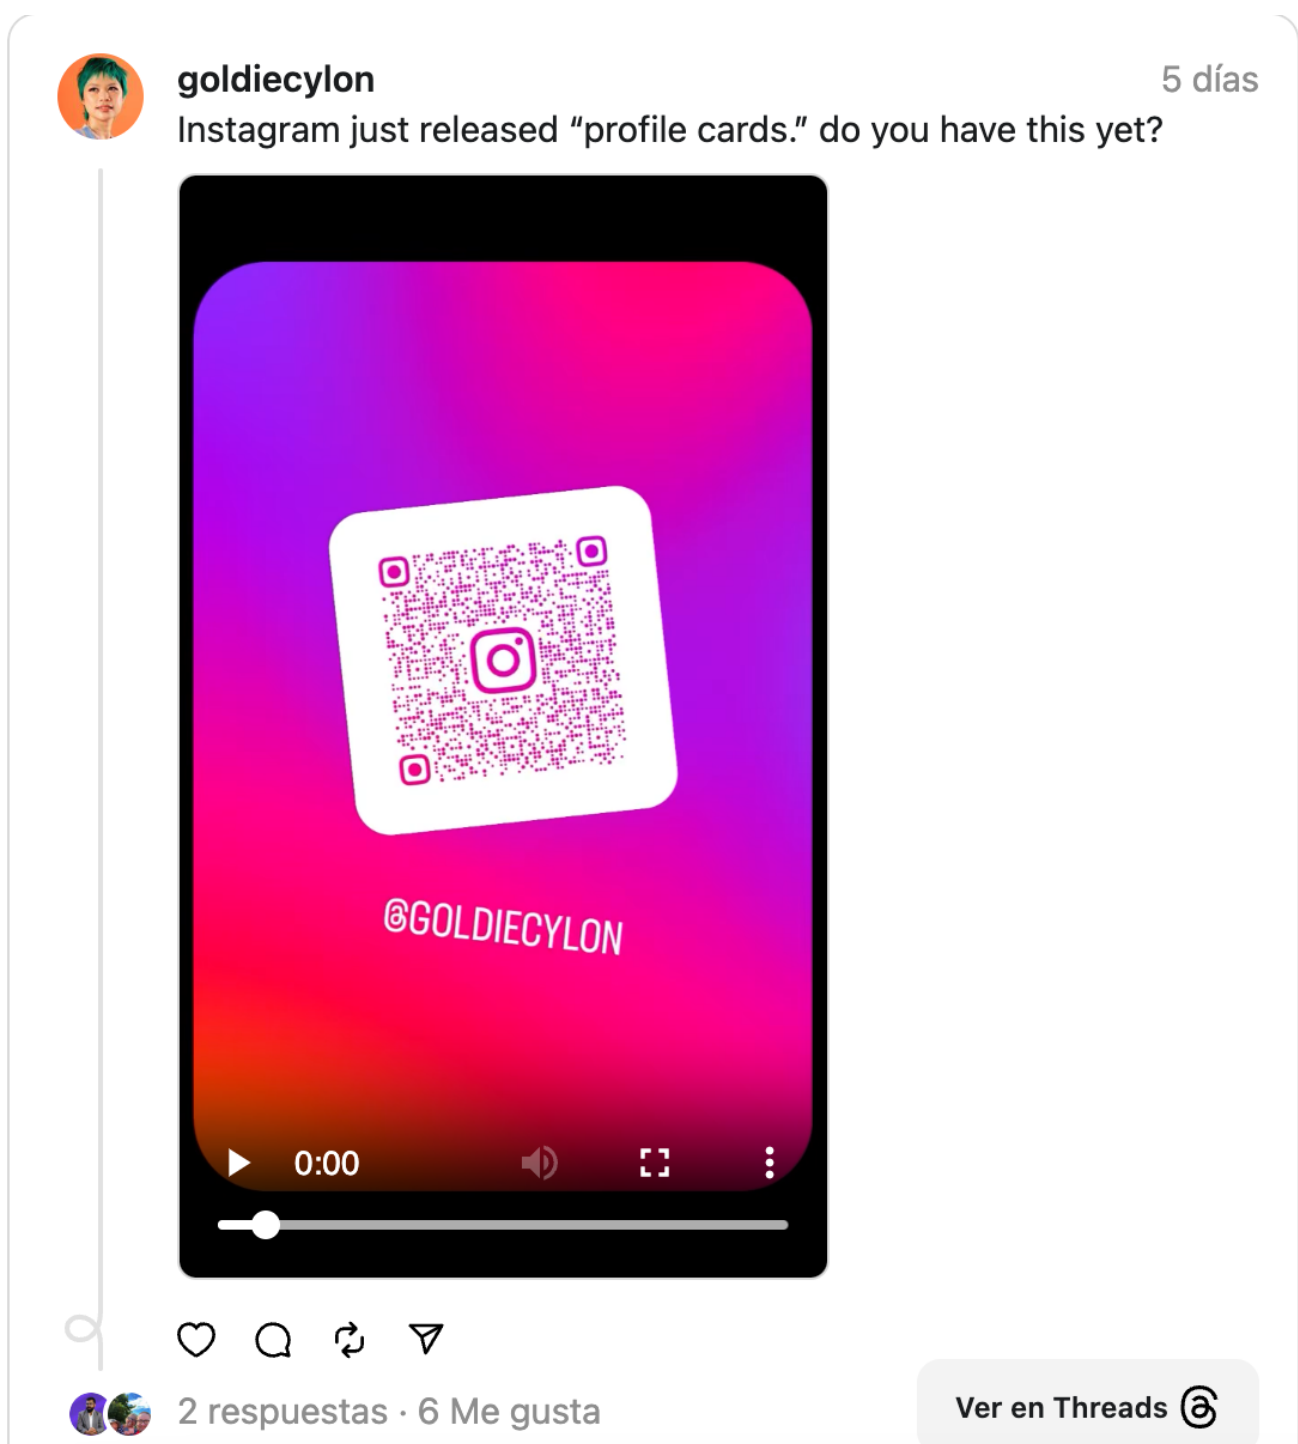 goldiecylon
5 días
Instagram just released “profile cards.” do you have this yet?
@GOLDIECYLON
0:00
2 respuestas · 6 Me gusta
Ver en Threads